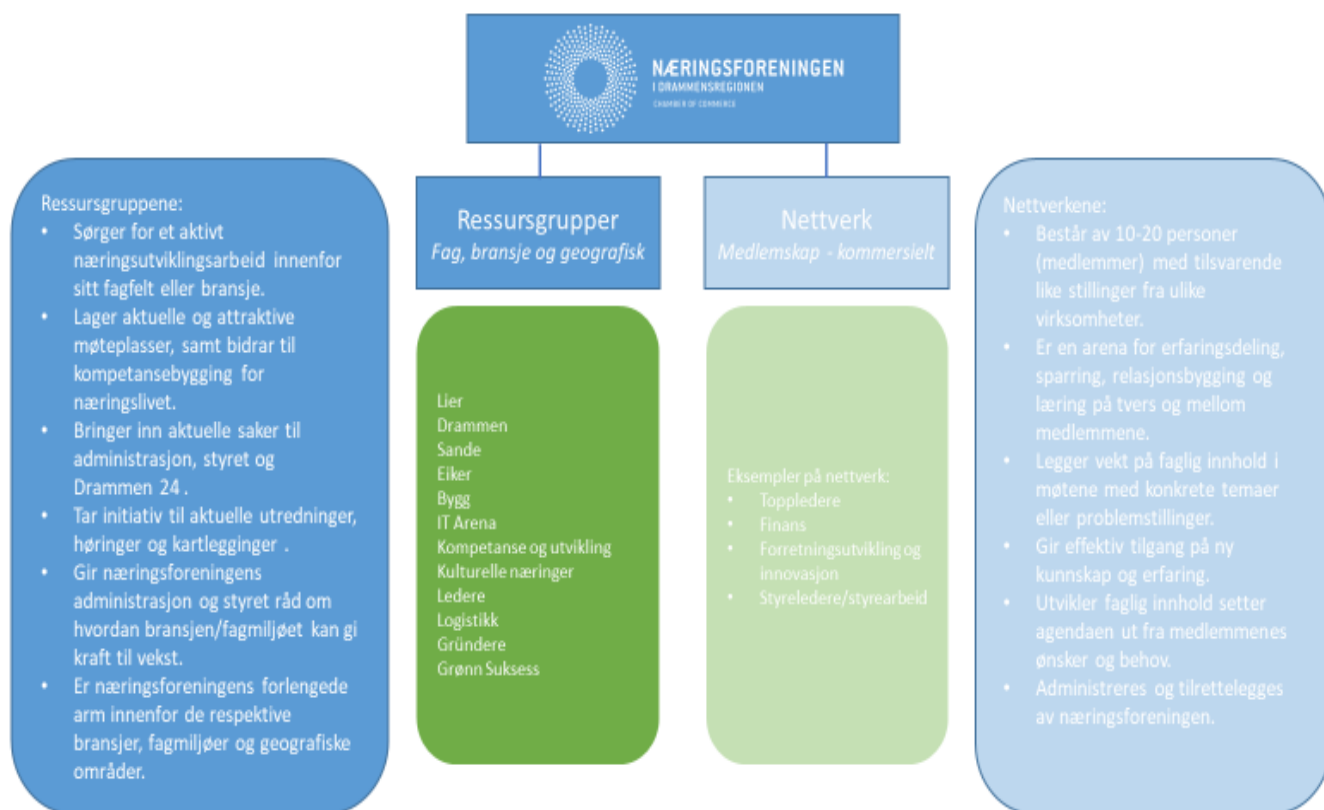 NÆRINGSFORENINGEN
I DRAMMENSREGIONEN
CHAMBER OF COMMERCE
Ressursgruppene:
• Sørger for et aktivt
næringsutviklingsarbeid innenfor
sitt fagfelt eller bransje.
• Lager aktuelle og attraktive
møteplasser, samt bidrar til
kompetansebygging for
næringslivet.
• Bringer inn aktuelle saker til
administrasjon, styret og
Drammen 24 .
• Tar initiativ til aktuelle utredninger,
høringer og kartlegginger .
• Gir næringsforeningens
administrasjon og styret råd om
hvordan bransjen/fagmiljøet kan gi
kraft til vekst.
• Er næringsforeningens forlengede
arm innenfor de respektive
bransjer, fagmiljøer og geografiske
områder.
Ressursgrupper
Fag, bransje og geografisk
Lier
Drammen
Sande
Eiker
Bygg
IT Arena
Kompetanse og utvikling
Kulturelle næringer
Ledere
Logistikk
Gründere
Grønn Suksess
Nettverk
Medlemskap - kommersielt
Eksempler på nettverk:
• Toppledere
• Finans
• Forretningsutvikling og
innovasjon
• Styreledere/styrearbeid
Nettverkene:
• Består av 10-20 personer
(medlemmer) med tilsvarende
like stillinger fra ulike
virksomheter.
• Er en arena for erfaringsdeling,
sparring, relasjonsbygging og
læring på tvers og mellom
medlemmene.
• Legger vekt på faglig innhold i
møtene med konkrete temaer
eller problemstillinger.
• Gir effektiv tilgang på ny
kunnskap og erfaring.
• Utvikler faglig innhold setter
agendaen ut fra medlemmenes
ønsker og behov.
• Administreres og tilrettelegges
av næringsforeningen.